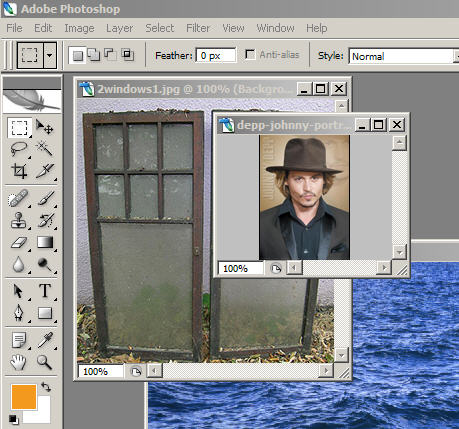 Adobe Photoshop
File Edit Image Layer Select Filter View Window Help
Feather: 0 px Anti-alias Style: Normal
2windows1.jpg @ 100% (Backgro...
depp-johnny-portr...
100%
100%